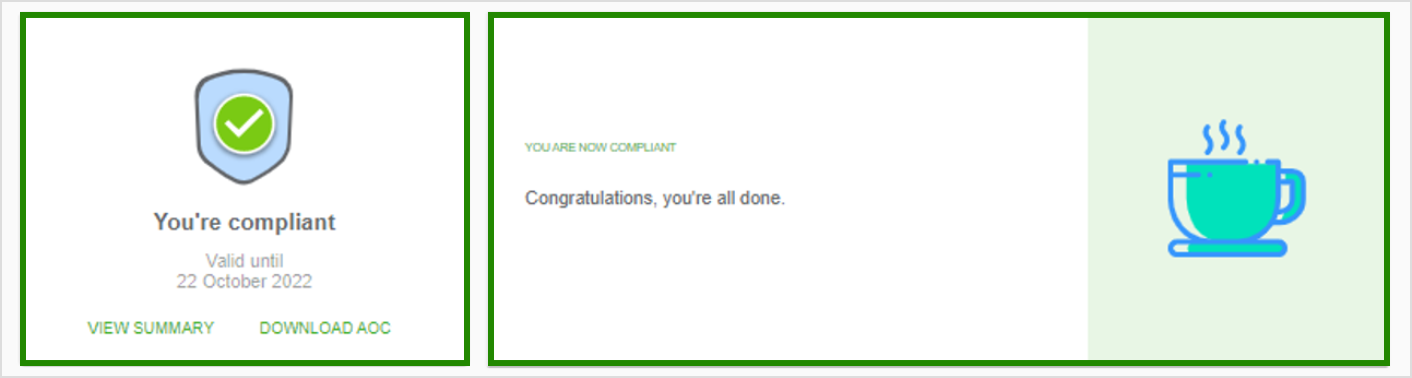 You're compliant
Valid until
22 October 2022
VIEW SUMMARY DOWNLOAD AOC
YOU ARE NOW COMPLIANT
Congratulations, you're all done.